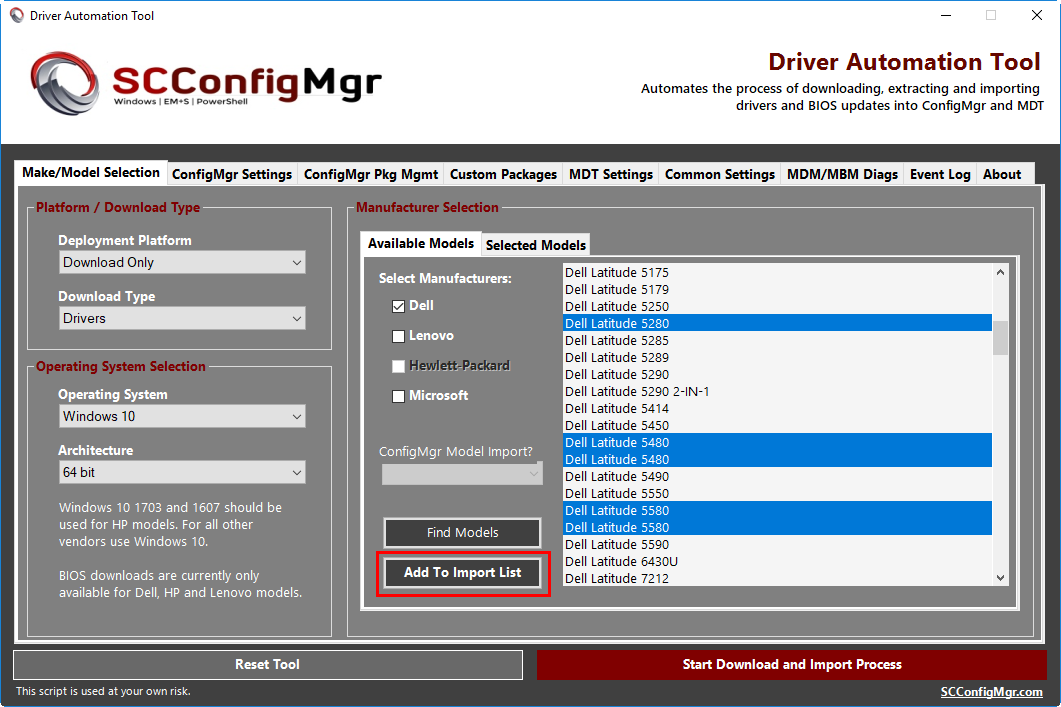 Driver Automation Tool
SCConfigMgr
Windows | EM+S | PowerShell
Driver Automation Tool
Automates the process of downloading, extracting and importing
drivers and BIOS updates into ConfigMgr and MDT
Make/Model Selection
ConfigMgr Settings
ConfigMgr Pkg Mgmt
Custom Packages
MDT Settings
Common Settings
MDM/MBM Diags
Event Log
About
Platform / Download Type
Deployment Platform
Download Only
Download Type
Drivers
Operating System Selection
Operating System
Windows 10
Architecture
64 bit
Windows 10 1703 and 1607 should be
used for HP models. For all other
vendors use Windows 10.
BIOS downloads are currently only
available for Dell, HP and Lenovo models.
Manufacturer Selection
Available Models
Selected Models
Select Manufacturers:
Dell
Lenovo
Hewlett-Packard
Microsoft
ConfigMgr Model Import?
Find Models
Add To Import List
Dell Latitude 5175
Dell Latitude 5179
Dell Latitude 5250
Dell Latitude 5280
Dell Latitude 5285
Dell Latitude 5289
Dell Latitude 5290
Dell Latitude 5290 2-IN-1
Dell Latitude 5414
Dell Latitude 5450
Dell Latitude 5480
Dell Latitude 5480
Dell Latitude 5490
Dell Latitude 5550
Dell Latitude 5580
Dell Latitude 5580
Dell Latitude 5590
Dell Latitude 6430U
Dell Latitude 7212
Reset Tool
Start Download and Import Process
This script is used at your own risk.
SCConfigMgr.com